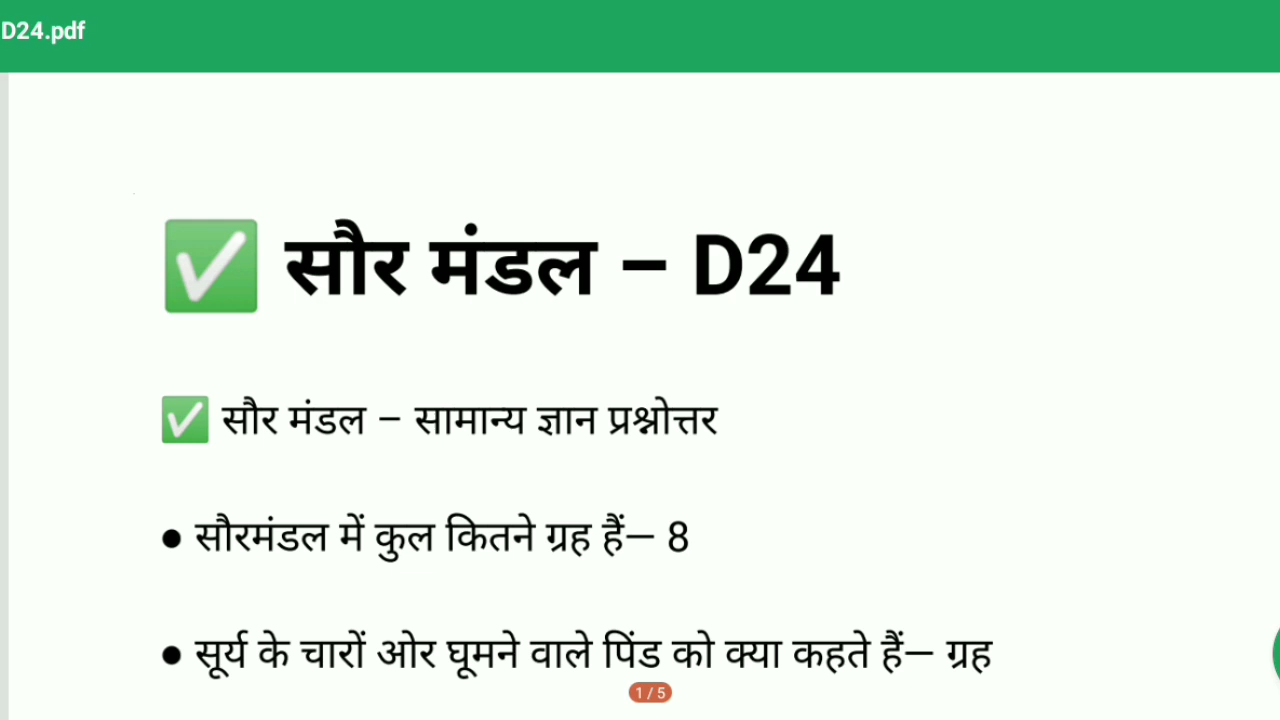 D24.pdf
✅ सौर मंडल – D24
✅ सौर मंडल – सामान्य ज्ञान प्रश्नोत्तर
● सौरमंडल में कुल कितने ग्रह हैं— 8
● सूर्य के चारों ओर घूमने वाले पिंड को क्या कहते हैं— ग्रह
1 / 5